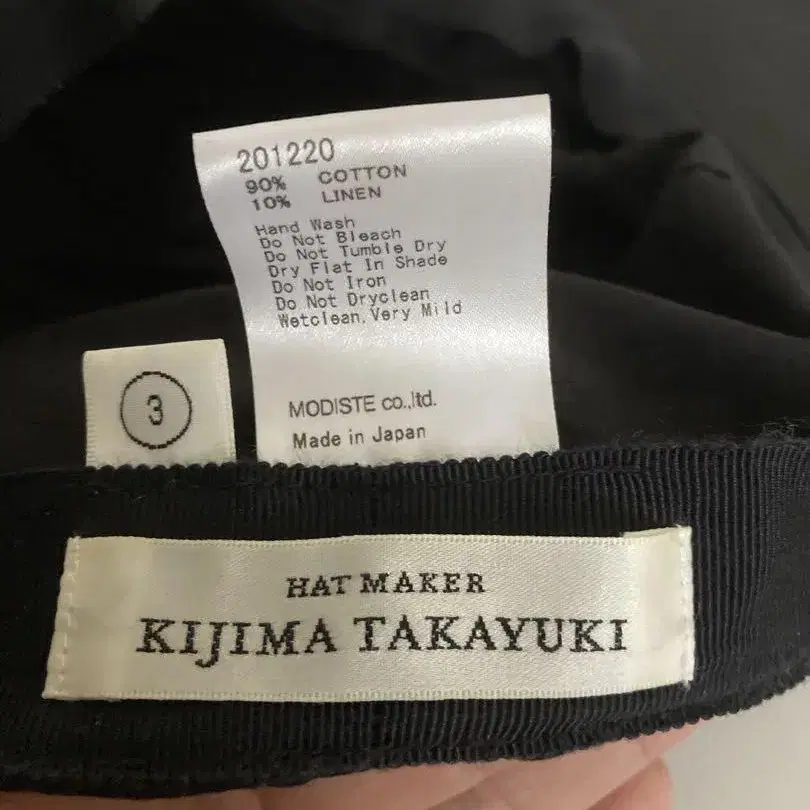 201220
90% COTTON
10% LINEN
Hand Wash
Do Not Bleach
Do Not Tumble Dry
Dry Flat In Shade
Do Not Iron
Do Not Dryclean
Wetclean. Very Mild
MODISTE co.,ltd.
Made in Japan
3
HAT MAKER
KIJIMA TAKAYUKI